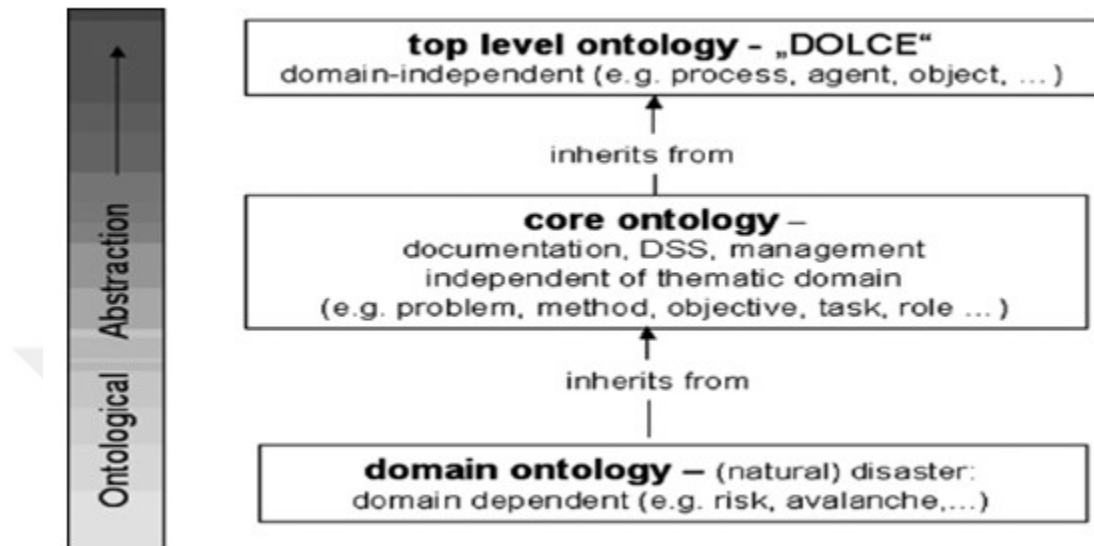 top level ontology - „DOLCE“
domain-independent (e.g. process, agent, object, ... )
inherits from
core ontology –
documentation, DSS, management
independent of thematic domain
(e.g. problem, method, objective, task, role ... )
inherits from
domain ontology – (natural) disaster:
domain dependent (e.g. risk, avalanche,...)
Ontological Abstraction